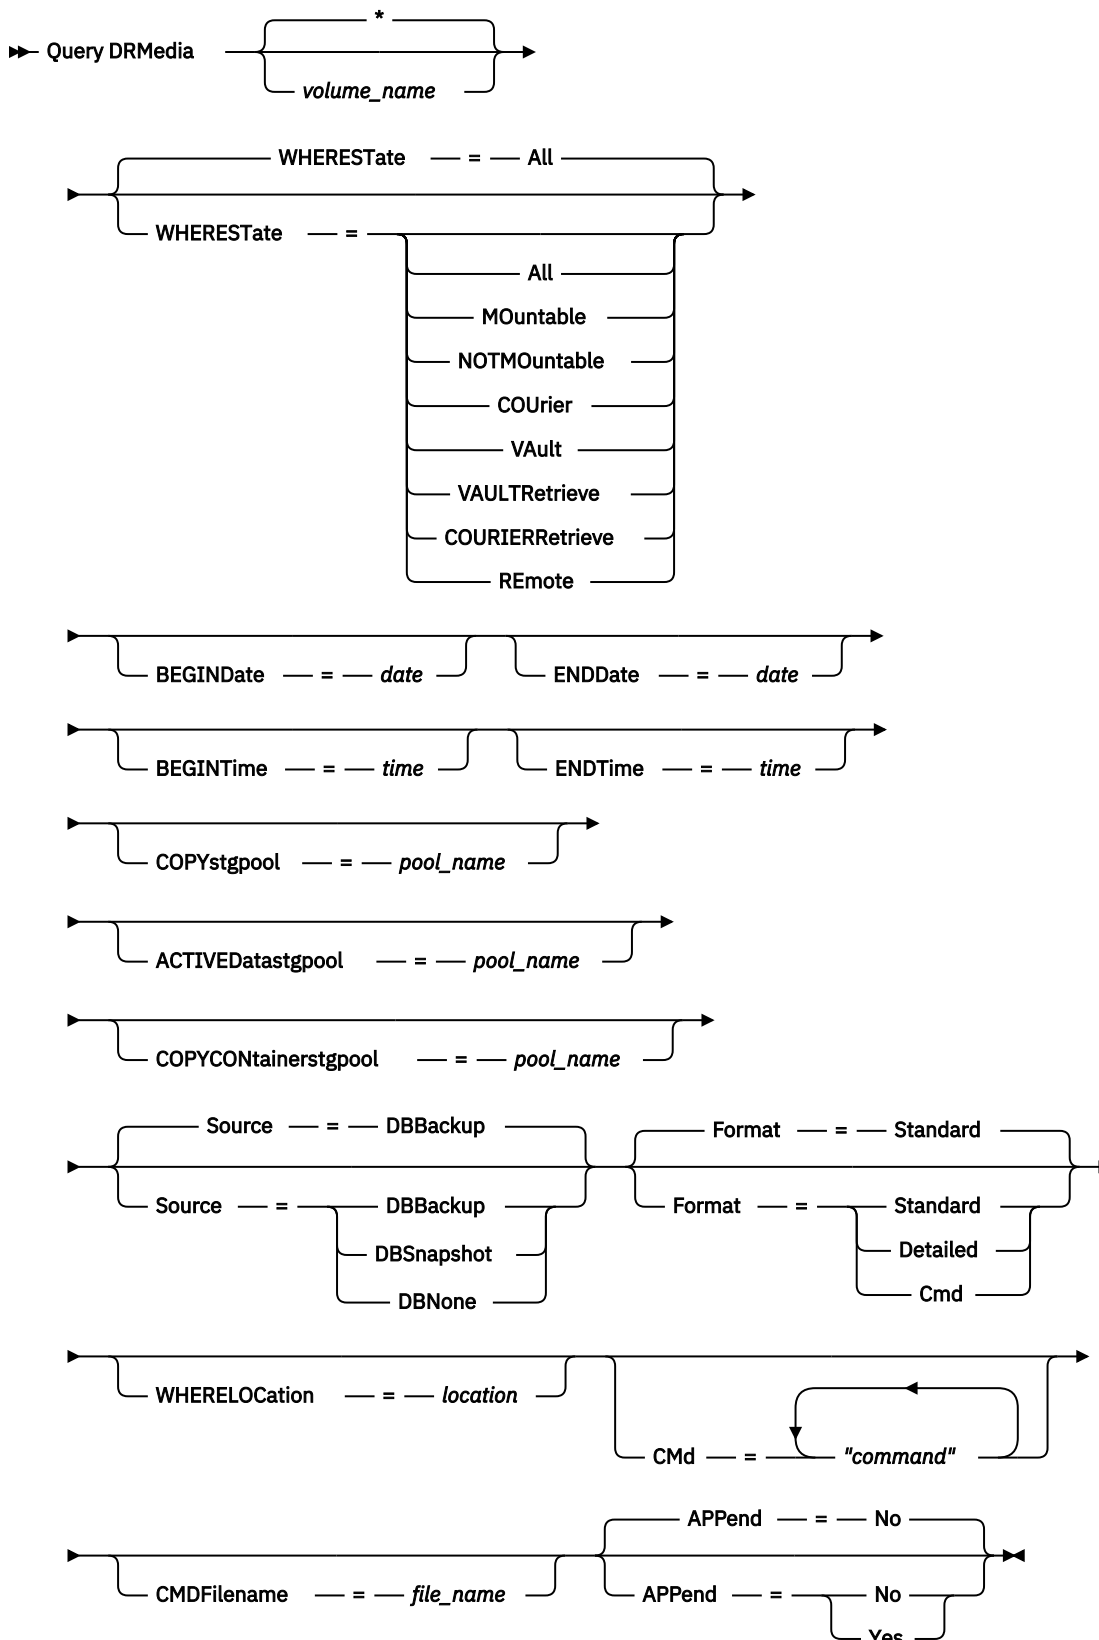 *
Query DRMedia
volume_name
WHERESTate = All
WHERESTate =
All
MOuntable
NOTMOuntable
COUrier
VAult
VAULTRetrieve
COURIERRetrieve
REmote
BEGINDate = date ENDDate = date
BEGINTime = time ENDTime = time
COPYstgpool = pool_name
ACTIVEDatastgpool = pool_name
COPYCONtainerstgpool = pool_name
Source = DBBackup Format = Standard
Source = DBBackup Format = Standard
DBSnapshot Detailed
DBNone Cmd
WHERELOCation = location
CMd = "command"
APPend = No
CMDFilename = file_name APPend = No
Yes